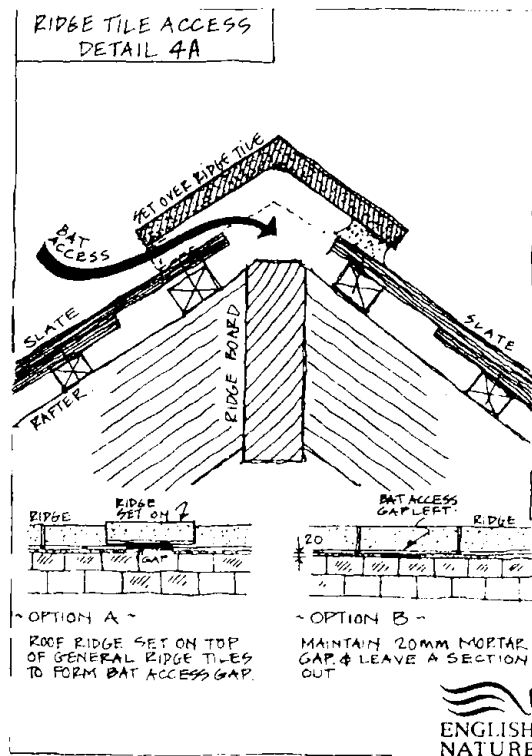 RIDGE TILE ACCESS
DETAIL 4A
SET OVER RIDGE TILE
BAT
ACCESS
SLATE
RAFTER
RIDGE BOARD
SLATE
RIDGE
RIDGE
SET ON
GAP
BAT ACCESS
GAP LEFT
RIDGE
20
~ OPTION A ~
ROOF RIDGE SET ON TOP
OF GENERAL RIDGE TILES
TO FORM BAT ACCESS GAP.
~ OPTION B ~
MAINTAIN 20mm MORTAR
GAP & LEAVE A SECTION
OUT
ENGLISH
NATURE